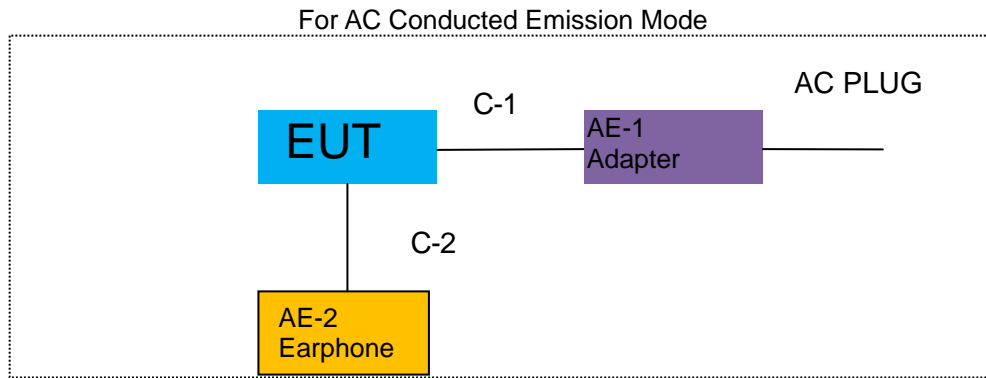 For AC Conducted Emission Mode
AC PLUG
C-1
EUT
AE-1
Adapter
C-2
AE-2
Earphone